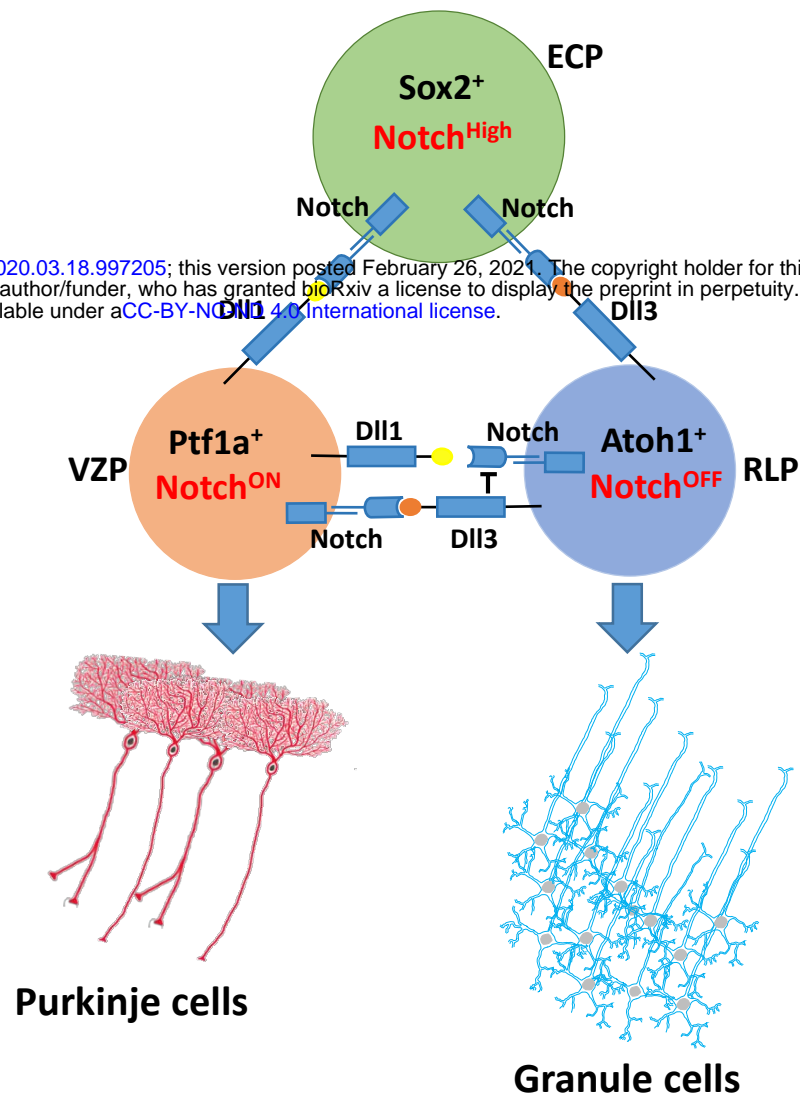 ECP
Sox2+
NotchHigh
Notch
Notch
020.03.18.997205; this version posted February 26, 2021. The copyright holder for thi
author/funder, who has granted bioRxiv a license to display the preprint in perpetuity.
lable under aCC-BY-NC-ND 4.0 International license.
Dll1
Dll3
Dll1
Notch
Ptf1a+
Atoh1+
VZP
NotchON
NotchOFF
RLP
Notch
Dll3
Purkinje cells
Granule cells